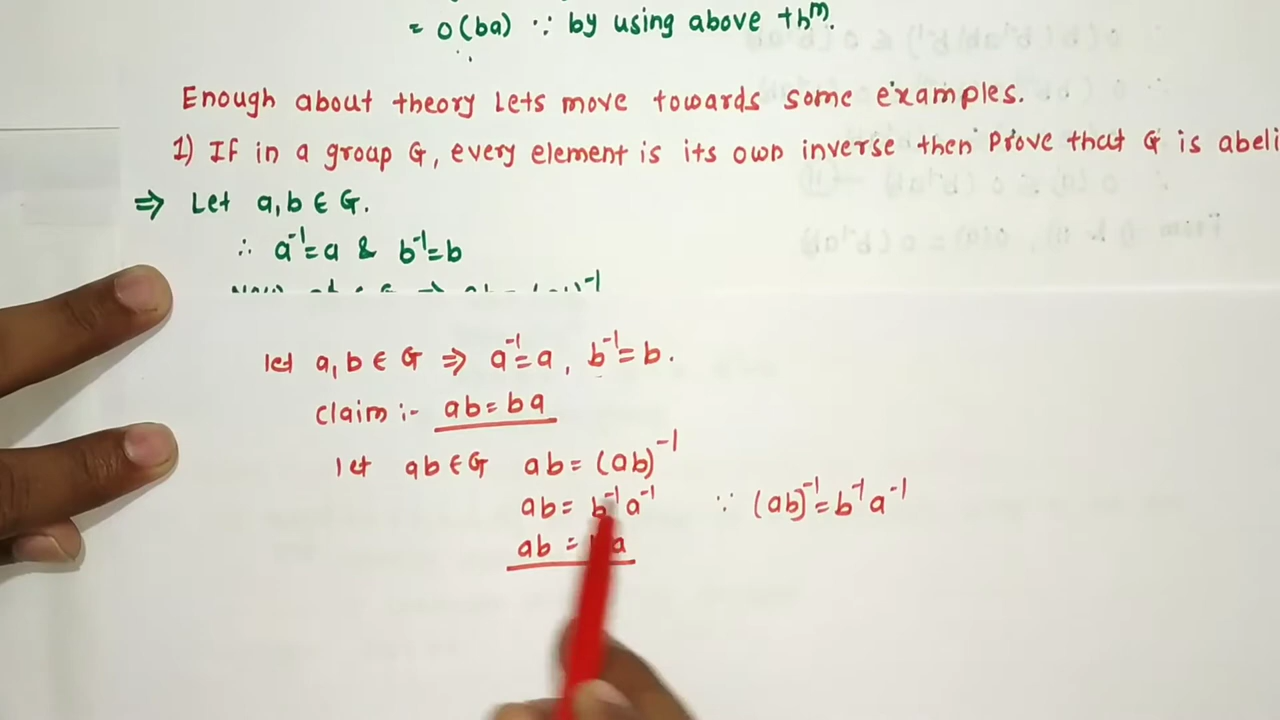 = o(ba) ∵ by using above thᵐ.
Enough about theory Lets move towards some examples.
1) If in a group G, every element is its own inverse then Prove that G is abeli
⇒ Let a,b ∈ G.
∴ a⁻¹=a & b⁻¹=b
let a,b ∈ G ⇒ a⁻¹=a, b⁻¹=b.
Claim :- ab=ba
let ab∈G ab=(ab)⁻¹
ab= b⁻¹a⁻¹ ∵ (ab)⁻¹=b⁻¹a⁻¹
ab = a